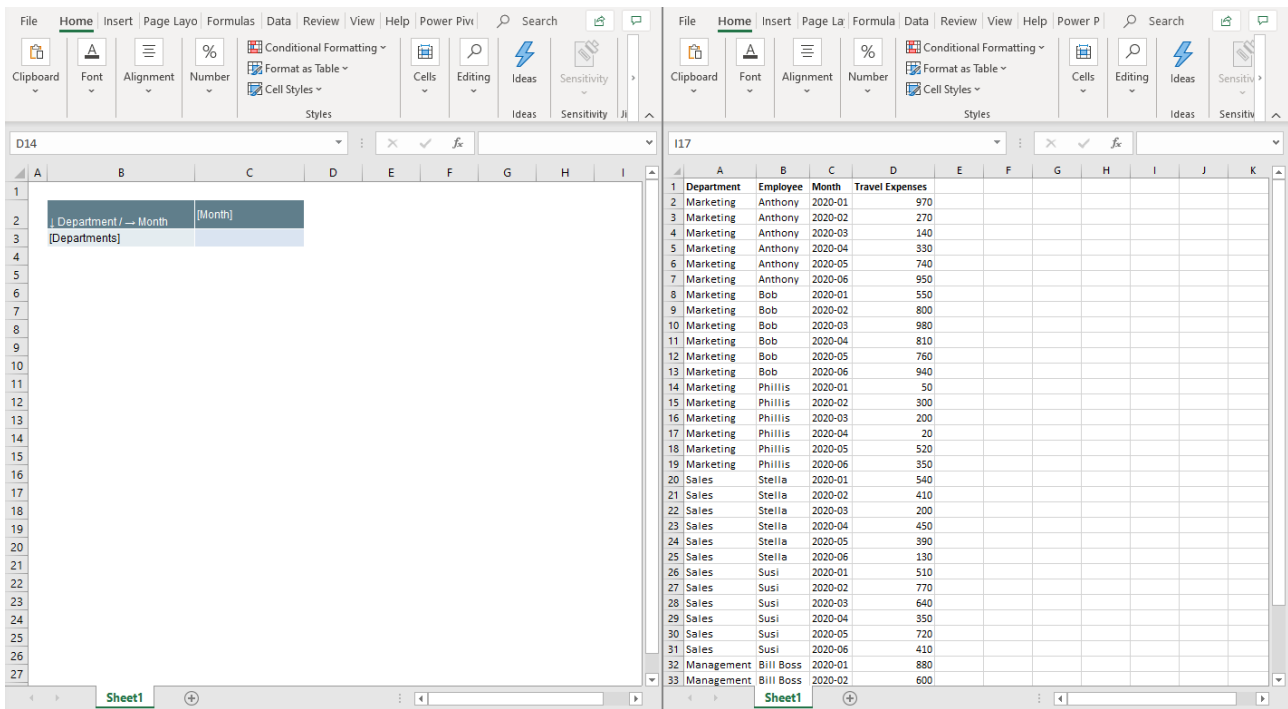 File Home Insert Page Layo Formulas Data Review View Help Power Piv Search
Conditional Formatting
Format as Table
Cell Styles
Clipboard Font Alignment Number Cells Editing Ideas Sensitivity
Styles Ideas Sensitivity Ji
D14 fx
A B C D E F G H I
1
2 ↓ Department / → Month [Month]
3 [Departments]
4
5
6
7
8
9
10
11
12
13
14
15
16
17
18
19
20
21
22
23
24
25
26
27
Sheet1
File Home Insert Page La Formula Data Review View Help Power P Search
Conditional Formatting
Format as Table
Cell Styles
Clipboard Font Alignment Number Cells Editing Ideas Sensitiv
Styles Ideas Sensitiv
I17 fx
A B C D E F G H I J K
1 Department Employee Month Travel Expenses
2 Marketing Anthony 2020-01 970
3 Marketing Anthony 2020-02 270
4 Marketing Anthony 2020-03 140
5 Marketing Anthony 2020-04 330
6 Marketing Anthony 2020-05 740
7 Marketing Anthony 2020-06 950
8 Marketing Bob 2020-01 550
9 Marketing Bob 2020-02 800
10 Marketing Bob 2020-03 980
11 Marketing Bob 2020-04 810
12 Marketing Bob 2020-05 760
13 Marketing Bob 2020-06 940
14 Marketing Phillis 2020-01 50
15 Marketing Phillis 2020-02 300
16 Marketing Phillis 2020-03 200
17 Marketing Phillis 2020-04 20
18 Marketing Phillis 2020-05 520
19 Marketing Phillis 2020-06 350
20 Sales Stella 2020-01 540
21 Sales Stella 2020-02 410
22 Sales Stella 2020-03 200
23 Sales Stella 2020-04 450
24 Sales Stella 2020-05 390
25 Sales Stella 2020-06 130
26 Sales Susi 2020-01 510
27 Sales Susi 2020-02 770
28 Sales Susi 2020-03 640
29 Sales Susi 2020-04 350
30 Sales Susi 2020-05 720
31 Sales Susi 2020-06 410
32 Management Bill Boss 2020-01 880
33 Management Bill Boss 2020-02 600
Sheet1